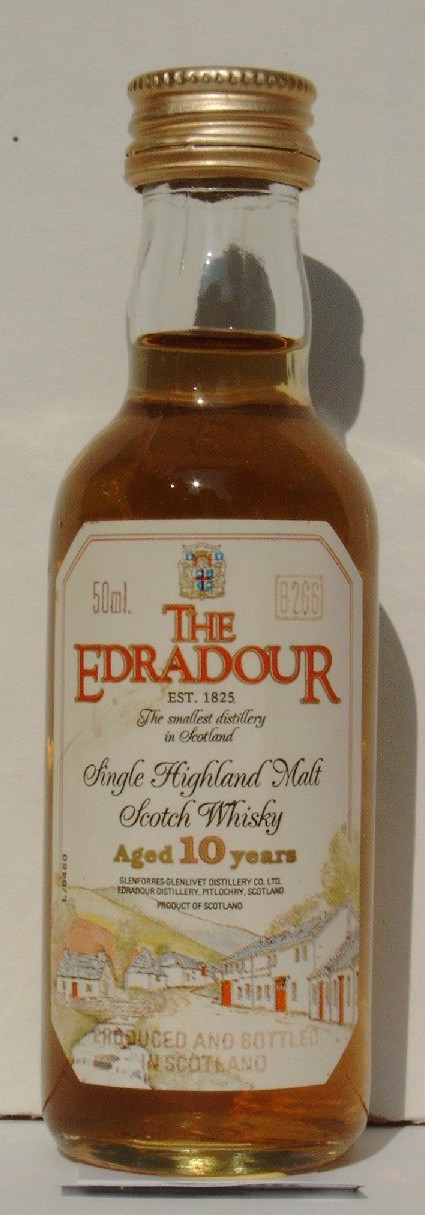 50ml.
B266
THE
EDRADOUR
EST. 1825
The smallest distillery
in Scotland
Single Highland Malt
Scotch Whisky
Aged 10 years
GLENFORRES-GLENLIVET DISTILLERY CO. LTD.
EDRADOUR DISTILLERY, PITLOCHRY, SCOTLAND
PRODUCT OF SCOTLAND
L/0460
PRODUCED AND BOTTLED
IN SCOTLAND